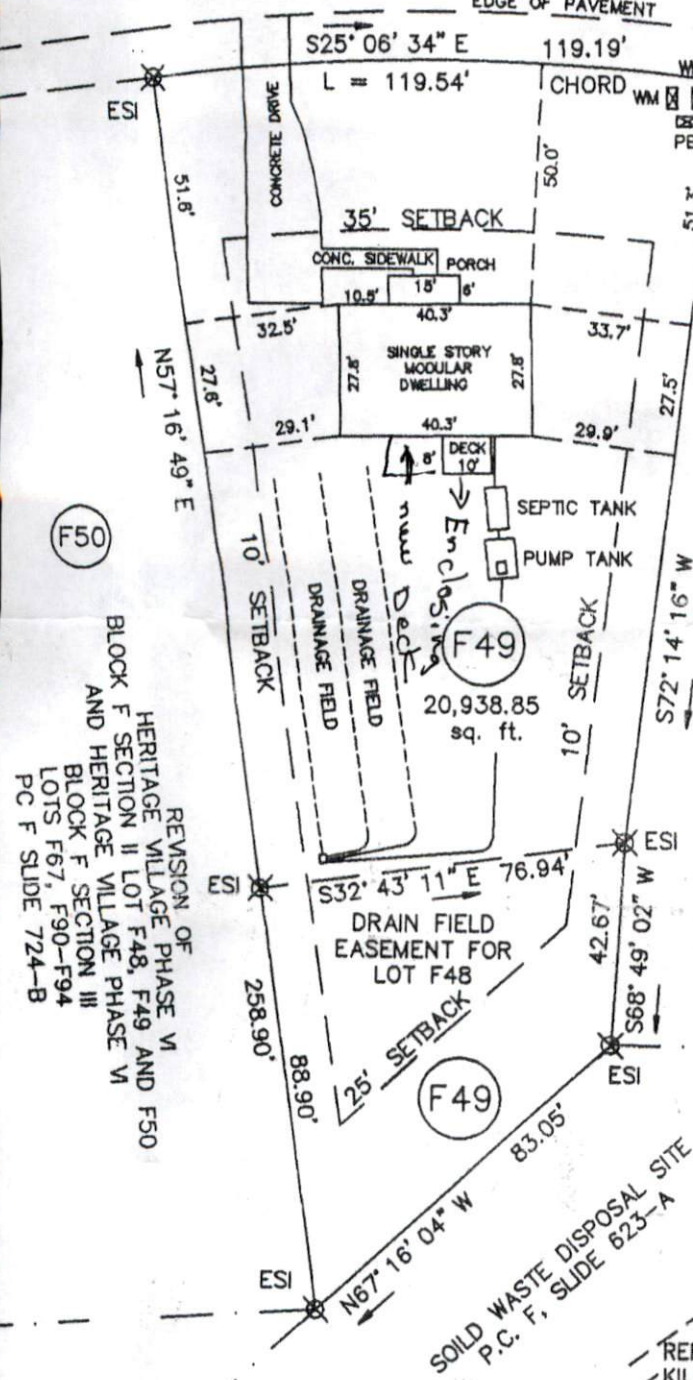 EDGE OF PAVEMENT
S25° 06' 34" E 119.19'
L = 119.54' CHORD
WM
ESI
CONCRETE DRIVE
51.6'
50.0'
35' SETBACK
CONC. SIDEWALK PORCH
10.5' 15' 6'
40.3'
32.5' 33.7'
SINGLE STORY
MODULAR
DWELLING
27.8' 27.8'
27.6' 27.5'
N57° 16' 49" E
29.1' 40.3' 29.9'
8' DECK
10'
new Deck
Enclosing
SEPTIC TANK
PUMP TANK
F50
10' SETBACK
DRAINAGE FIELD
DRAINAGE FIELD
F49
20,938.85
sq. ft.
10' SETBACK
S72° 14' 16" W
REVISION OF
HERITAGE VILLAGE PHASE VI
BLOCK F SECTION II LOT F48, F49 AND F50
AND HERITAGE VILLAGE PHASE VI
BLOCK F SECTION III
LOTS F67, F90-F94
PC F SLIDE 724-B
ESI
ESI
S32° 43' 11" E 76.94'
DRAIN FIELD
EASEMENT FOR
LOT F48
42.67'
S68° 49' 02" W
258.90'
88.90'
25' SETBACK
F49
ESI
83.05'
N67° 16' 04" W
ESI
SOILD WASTE DISPOSAL SITE
P.C. F, SLIDE 623-A